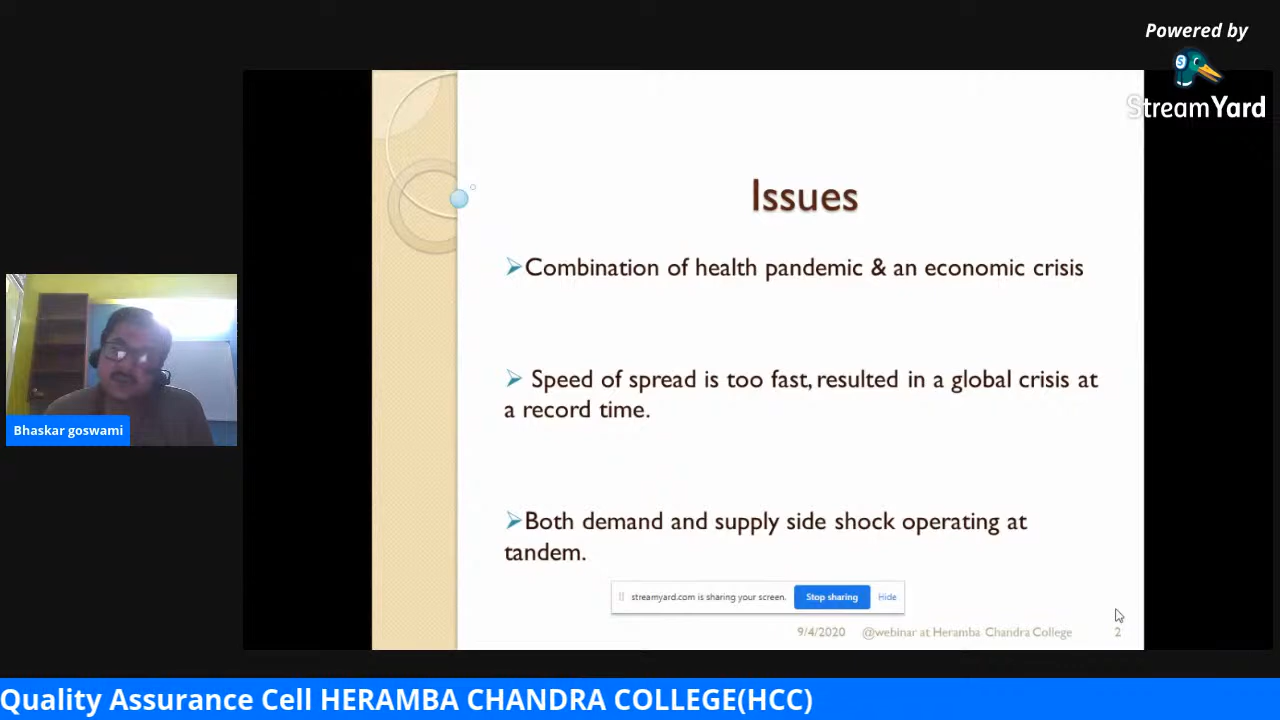 Powered by
StreamYard
Issues
Combination of health pandemic & an economic crisis
Speed of spread is too fast, resulted in a global crisis at
a record time.
Both demand and supply side shock operating at
tandem.
streamyard.com is sharing your screen. Stop sharing Hide
9/4/2020 @webinar at Heramba Chandra College 2
Bhaskar goswami
Quality Assurance Cell HERAMBA CHANDRA COLLEGE(HCC)